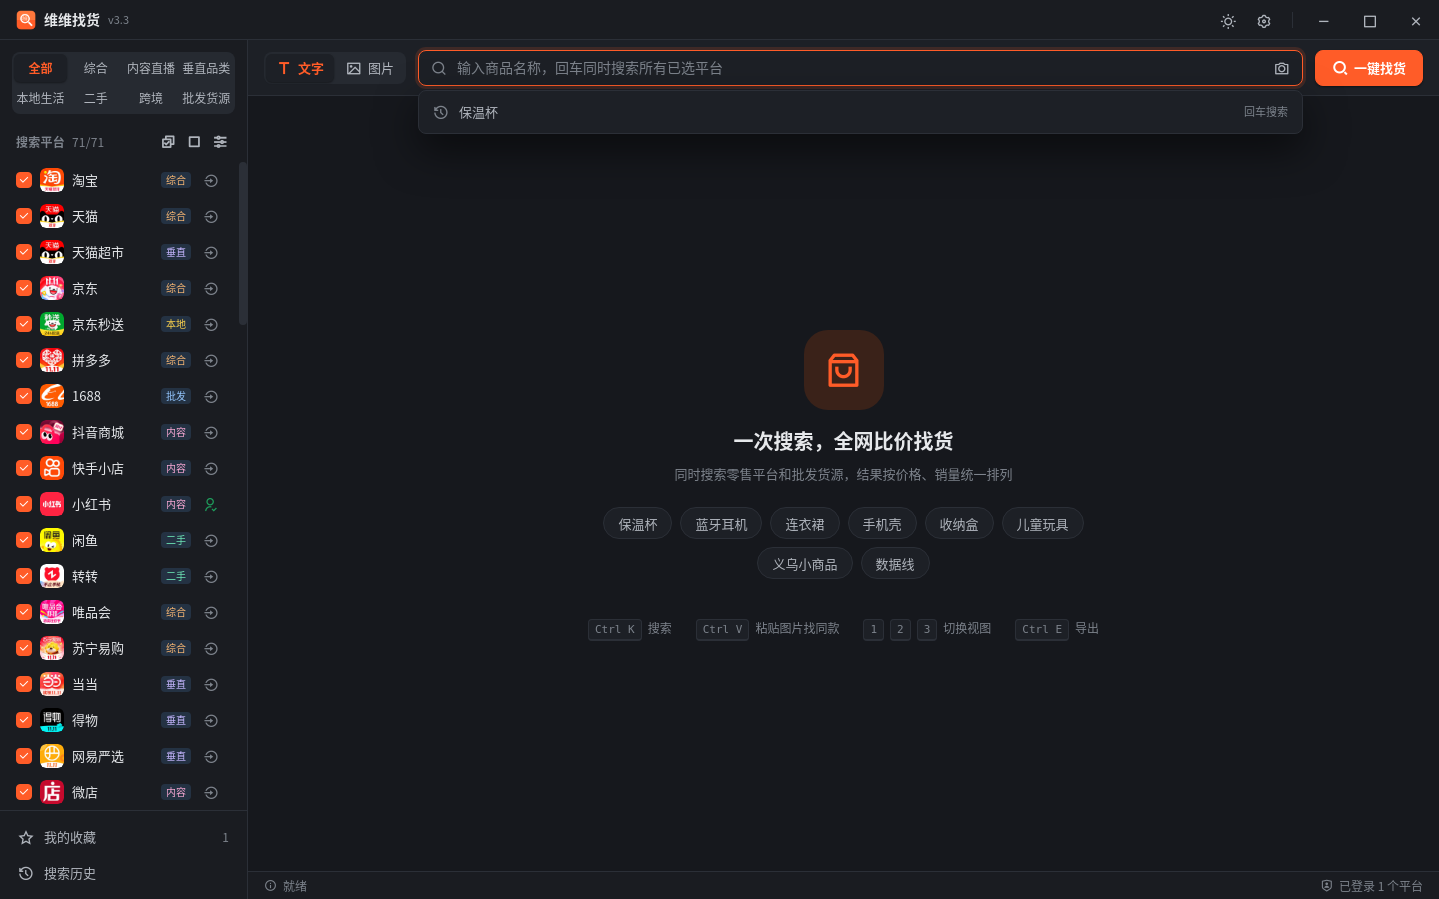 维维找货 v3.3
全部 综合 内容直播 垂直品类
本地生活 二手 跨境 批发货源
文字 图片 输入商品名称，回车同时搜索所有已选平台 一键找货
保温杯 回车搜索
搜索平台 71/71
淘宝 综合
天猫 综合
天猫超市 垂直
京东 综合
京东秒送 本地
拼多多 综合
1688 批发
抖音商城 内容
快手小店 内容
小红书 内容
闲鱼 二手
转转 二手
唯品会 综合
苏宁易购 综合
当当 垂直
得物 垂直
网易严选 垂直
微店 内容
我的收藏 1
搜索历史
一次搜索，全网比价找货
同时搜索零售平台和批发货源，结果按价格、销量统一排列
保温杯 蓝牙耳机 连衣裙 手机壳 收纳盒 儿童玩具
义乌小商品 数据线
Ctrl K 搜索 Ctrl V 粘贴图片找同款 1 2 3 切换视图 Ctrl E 导出
就绪 已登录 1 个平台